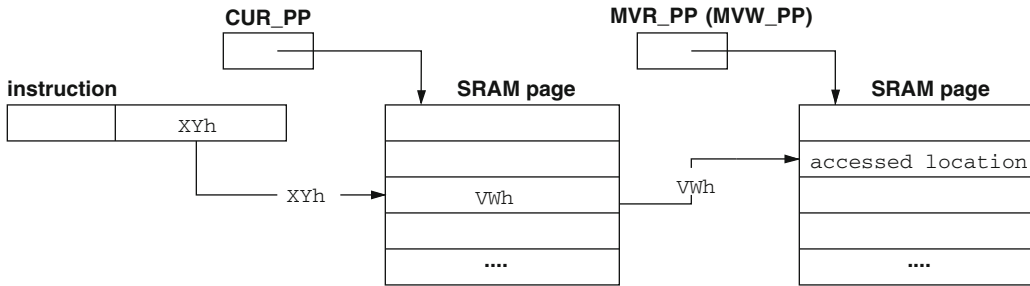 CUR_PP
MVR_PP (MVW_PP)
instruction
SRAM page
SRAM page
XYh
accessed location
XYh
VWh
VWh
....
....